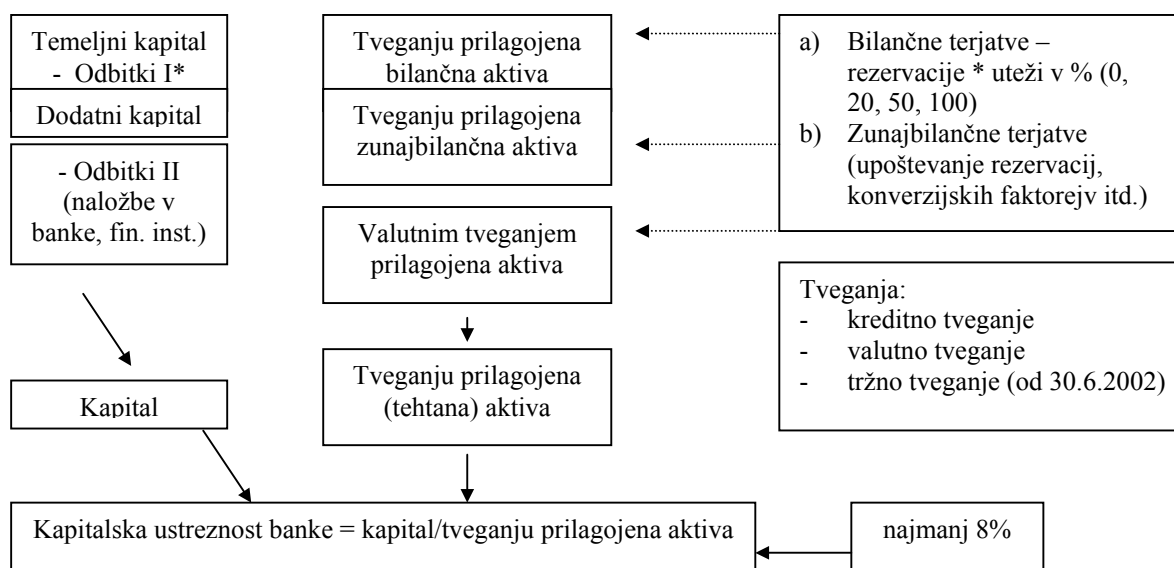 Temeljni kapital
- Odbitki I*
Dodatni kapital
- Odbitki II
(naložbe v
banke, fin. inst.)
Kapital
Tveganju prilagojena
bilančna aktiva
Tveganju prilagojena
zunajbilančna aktiva
Valutnim tveganjem
prilagojena aktiva
Tveganju prilagojena
(tehtana) aktiva
a) Bilančne terjatve –
rezervacije * uteži v % (0,
20, 50, 100)
b) Zunajbilančne terjatve
(upoštevanje rezervacij,
konverzijskih faktorejv itd.)
Tveganja:
- kreditno tveganje
- valutno tveganje
- tržno tveganje (od 30.6.2002)
Kapitalska ustreznost banke = kapital/tveganju prilagojena aktiva
najmanj 8%